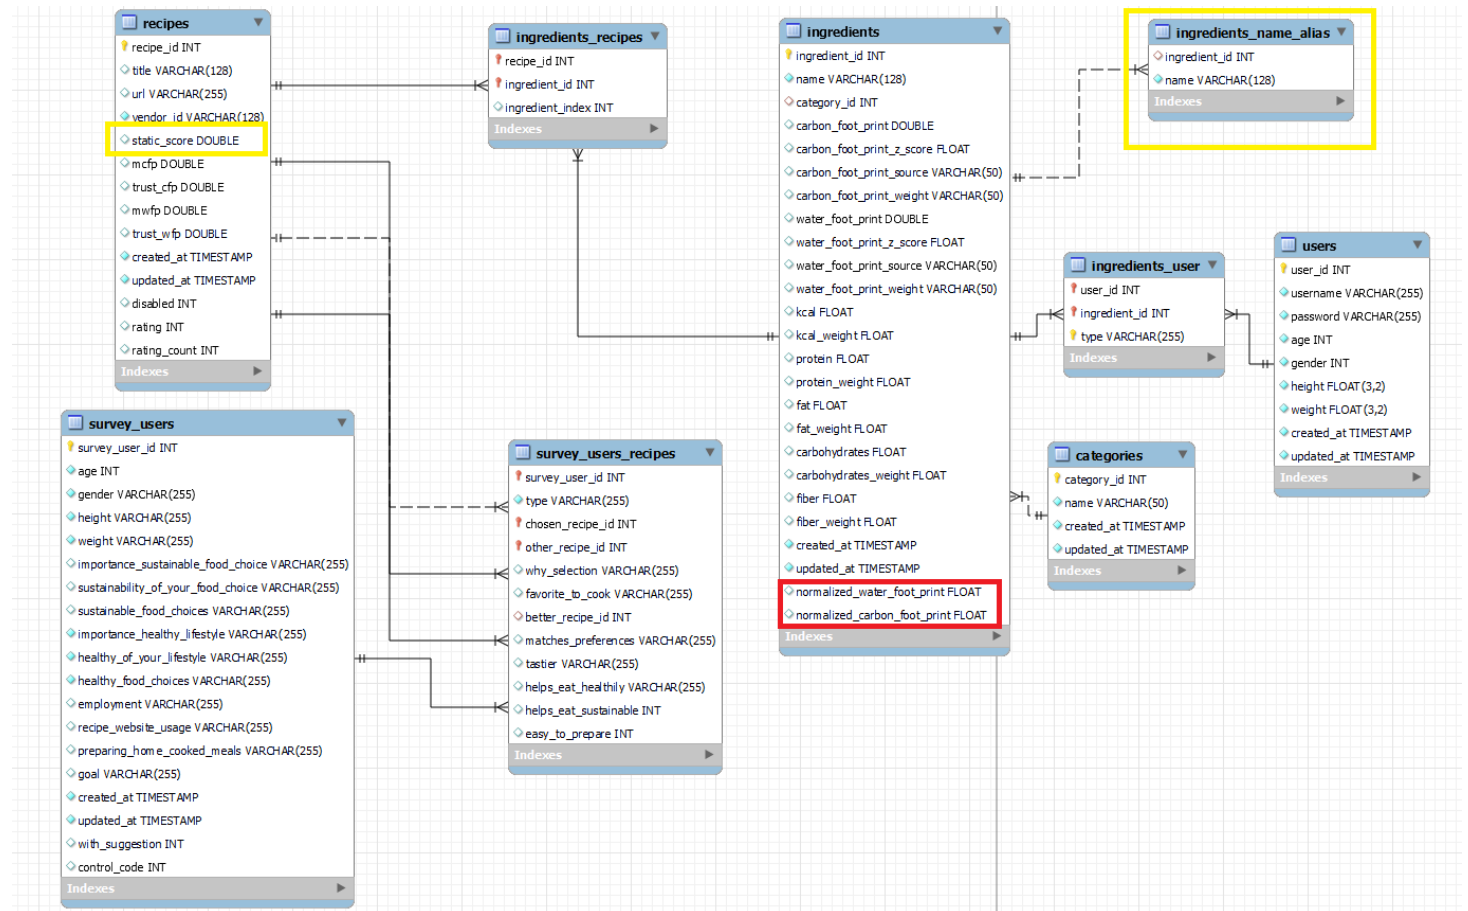 recipes
recipe_id INT
title VARCHAR(128)
url VARCHAR(255)
vendor_id VARCHAR(128)
static_score DOUBLE
mcfp DOUBLE
trust_cfp DOUBLE
mwfp DOUBLE
trust_wfp DOUBLE
created_at TIMESTAMP
updated_at TIMESTAMP
disabled INT
rating INT
rating_count INT
Indexes
ingredients_recipes
recipe_id INT
ingredient_id INT
ingredient_index INT
Indexes
ingredients
ingredient_id INT
name VARCHAR(128)
category_id INT
carbon_foot_print DOUBLE
carbon_foot_print_z_score FLOAT
carbon_foot_print_source VARCHAR(50)
carbon_foot_print_weight VARCHAR(50)
water_foot_print DOUBLE
water_foot_print_z_score FLOAT
water_foot_print_source VARCHAR(50)
water_foot_print_weight VARCHAR(50)
kcal FLOAT
kcal_weight FLOAT
protein FLOAT
protein_weight FLOAT
fat FLOAT
fat_weight FLOAT
carbohydrates FLOAT
carbohydrates_weight FLOAT
fiber FLOAT
fiber_weight FLOAT
created_at TIMESTAMP
updated_at TIMESTAMP
normalized_water_foot_print FLOAT
normalized_carbon_foot_print FLOAT
Indexes
ingredients_name_alias
ingredient_id INT
name VARCHAR(128)
Indexes
ingredients_user
user_id INT
ingredient_id INT
type VARCHAR(255)
Indexes
users
user_id INT
username VARCHAR(255)
password VARCHAR(255)
age INT
gender INT
height FLOAT(3,2)
weight FLOAT(3,2)
created_at TIMESTAMP
updated_at TIMESTAMP
Indexes
survey_users
survey_user_id INT
age INT
gender VARCHAR(255)
height VARCHAR(255)
weight VARCHAR(255)
importance_sustainable_food_choice VARCHAR(255)
sustainability_of_your_food_choice VARCHAR(255)
sustainable_food_choices VARCHAR(255)
importance_healthy_lifestyle VARCHAR(255)
healthy_of_your_lifestyle VARCHAR(255)
healthy_food_choices VARCHAR(255)
employment VARCHAR(255)
recipe_website_usage VARCHAR(255)
preparing_home_cooked_meals VARCHAR(255)
goal VARCHAR(255)
created_at TIMESTAMP
updated_at TIMESTAMP
with_suggestion INT
control_code INT
Indexes
survey_users_recipes
survey_user_id INT
type VARCHAR(255)
chosen_recipe_id INT
other_recipe_id INT
why_selection VARCHAR(255)
favorite_to_cook VARCHAR(255)
better_recipe_id INT
matches_preferences VARCHAR(255)
tastier VARCHAR(255)
helps_eat_healthily VARCHAR(255)
helps_eat_sustainable INT
easy_to_prepare INT
Indexes
categories
category_id INT
name VARCHAR(50)
created_at TIMESTAMP
updated_at TIMESTAMP
Indexes